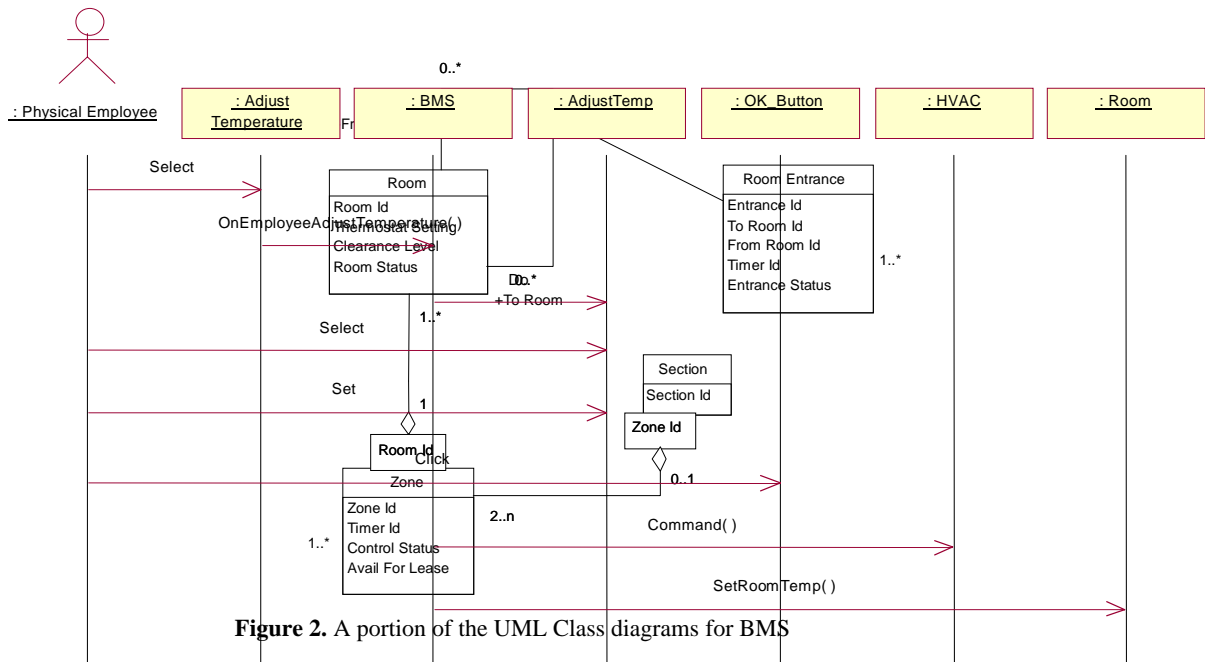 0..*
: Physical Employee
: Adjust
Temperature
: BMS
: AdjustTemp
: OK_Button
: HVAC
: Room
Fr
Select
Room
Room Id
Thermostat Setting
Clearance Level
Room Status
OnEmployeeAdjustTemperature( )
Room Entrance
Entrance Id
To Room Id
From Room Id
Timer Id
Entrance Status
1..*
0..*
+To Room
1..*
Select
Section
Section Id
Set
1
Zone Id
Room Id
Click
Zone
0..1
Zone Id
Timer Id
Control Status
Avail For Lease
2..n
1..*
Command( )
SetRoomTemp( )
Figure 2. A portion of the UML Class diagrams for BMS